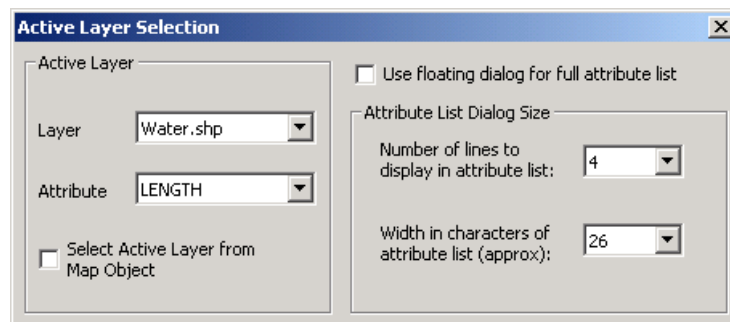 Active Layer Selection
Active Layer
Layer
Water.shp
Attribute
LENGTH
Select Active Layer from
Map Object
Use floating dialog for full attribute list
Attribute List Dialog Size
Number of lines to
display in attribute list:
4
Width in characters of
attribute list (approx):
26